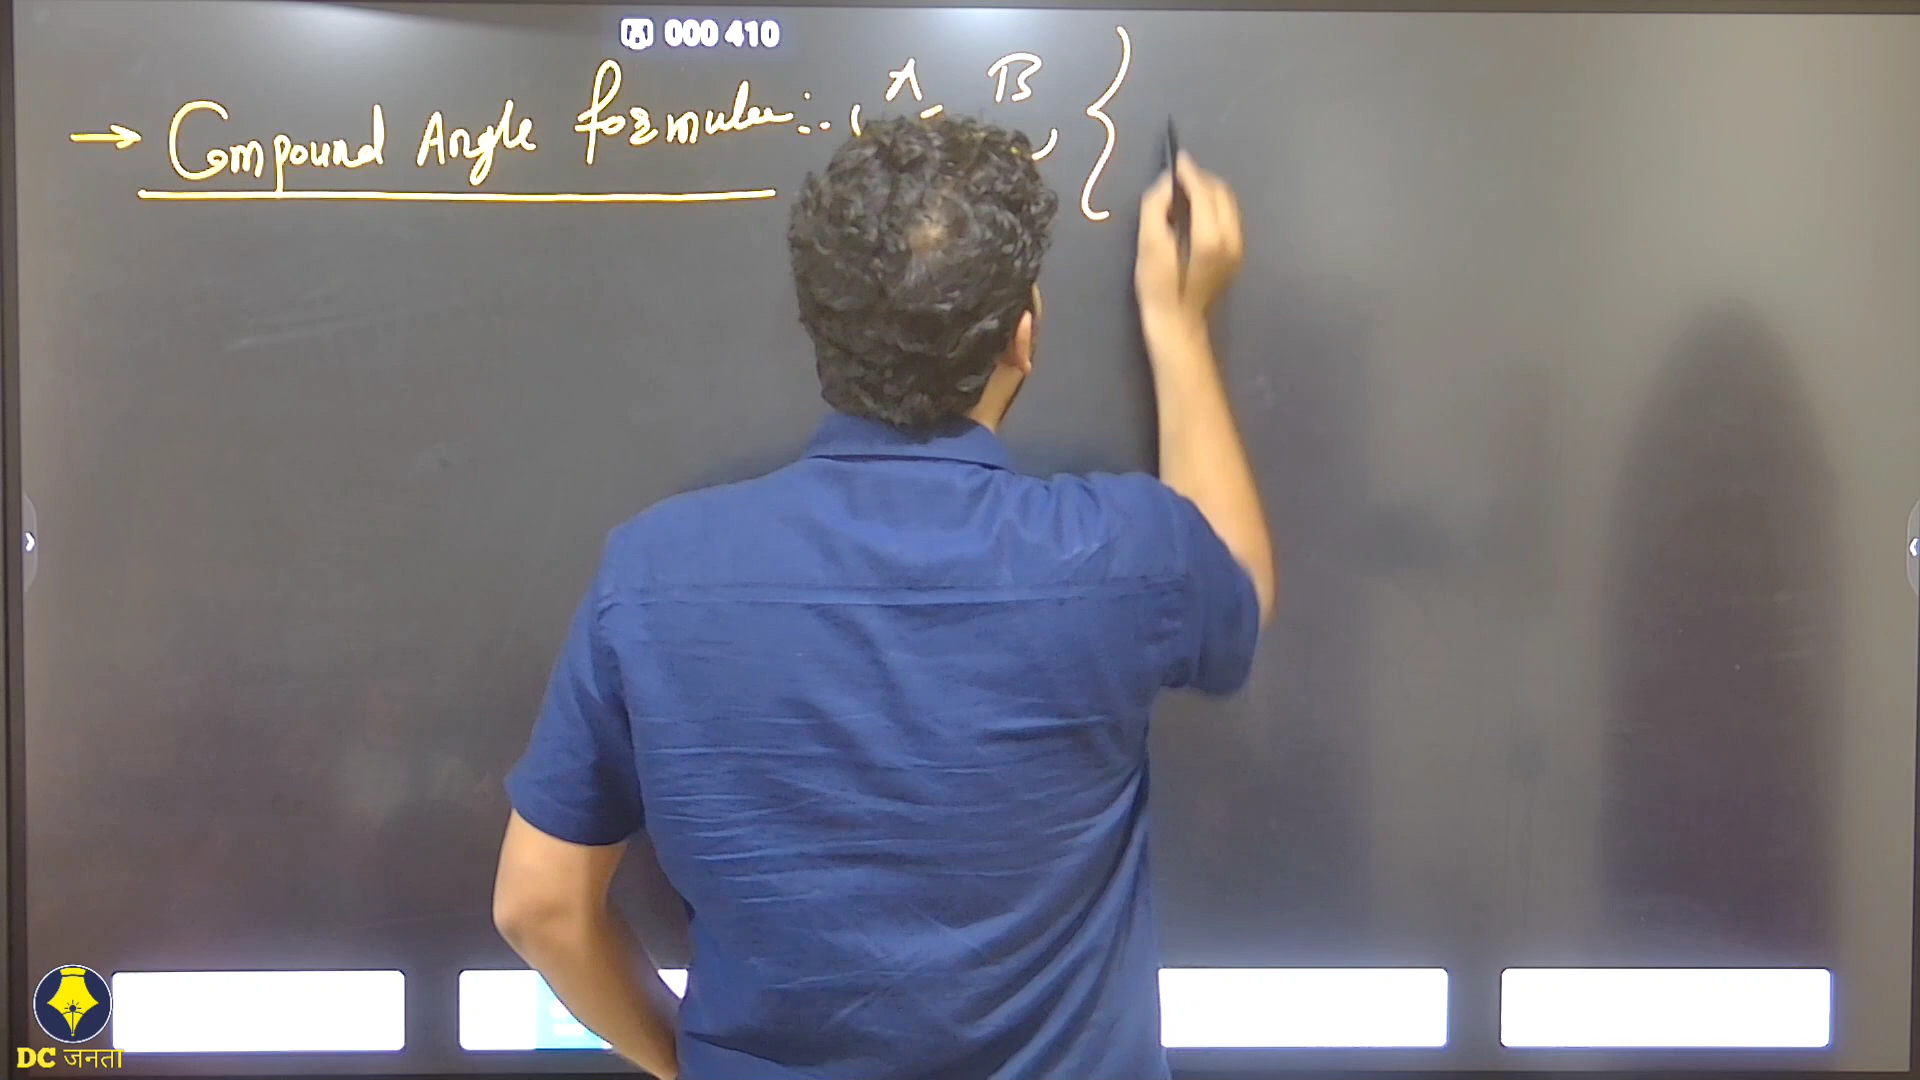 000 410
→ Compound Angle formulae:- A B {
DC जनता